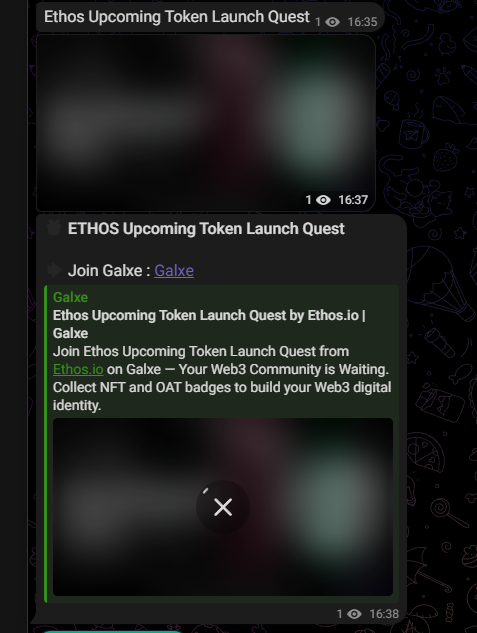 Ethos Upcoming Token Launch Quest 1 16:35
1 16:37
ETHOS Upcoming Token Launch Quest
Join Galxe : Galxe
Galxe
Ethos Upcoming Token Launch Quest by Ethos.io |
Galxe
Join Ethos Upcoming Token Launch Quest from
Ethos.io on Galxe — Your Web3 Community is Waiting.
Collect NFT and OAT badges to build your Web3 digital
identity.
1 16:38